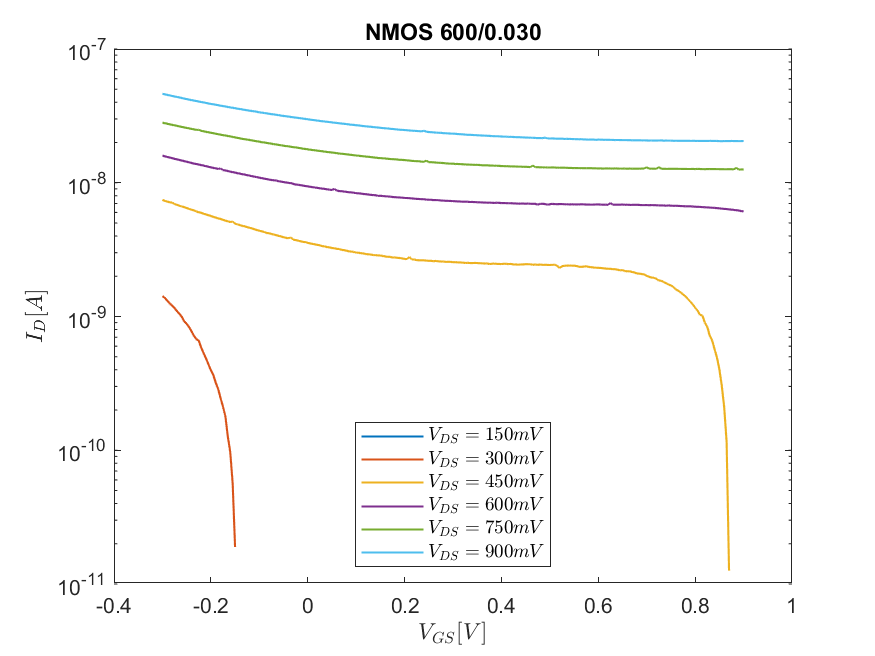 NMOS 600/0.030
10^-7
10^-8
10^-9
10^-10
10^-11
I_D[A]
V_DS = 150mV
V_DS = 300mV
V_DS = 450mV
V_DS = 600mV
V_DS = 750mV
V_DS = 900mV
-0.4 -0.2 0 0.2 0.4 0.6 0.8 1
V_GS[V]